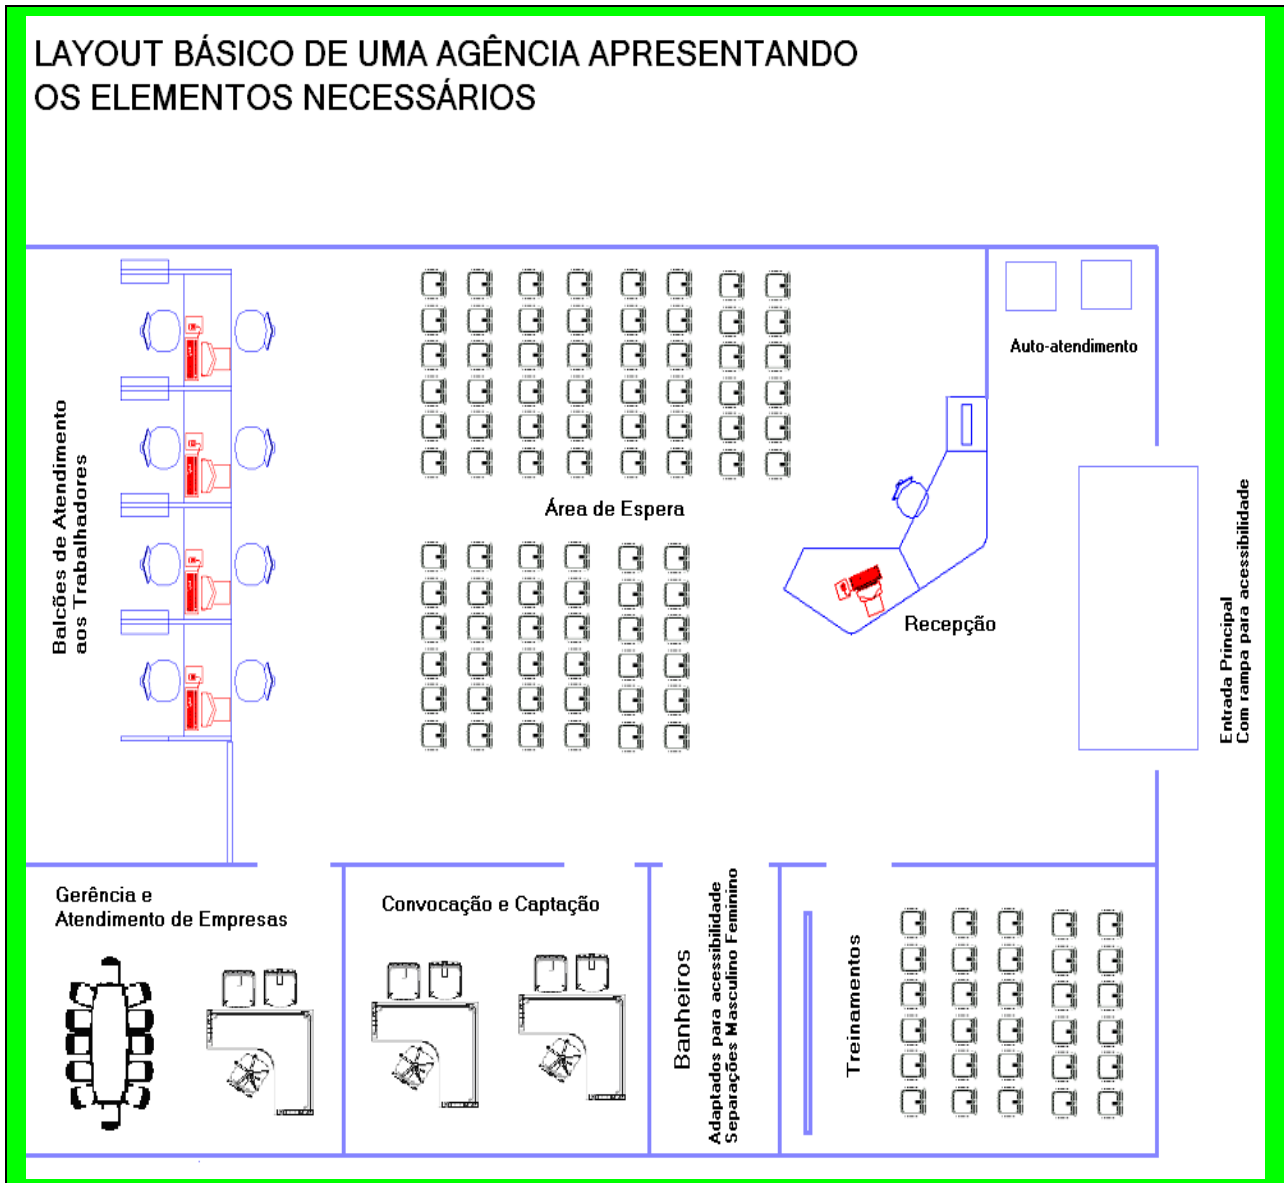 LAYOUT BÁSICO DE UMA AGÊNCIA APRESENTANDO
OS ELEMENTOS NECESSÁRIOS
Auto-atendimento
Balcões de Atendimento
aos Trabalhadores
Área de Espera
Recepção
Entrada Principal
Com rampa para acessibilidade
Gerência e
Atendimento de Empresas
Convocação e Captação
Banheiros
Adaptados para acessibilidade
Separações Masculino Feminino
Treinamentos